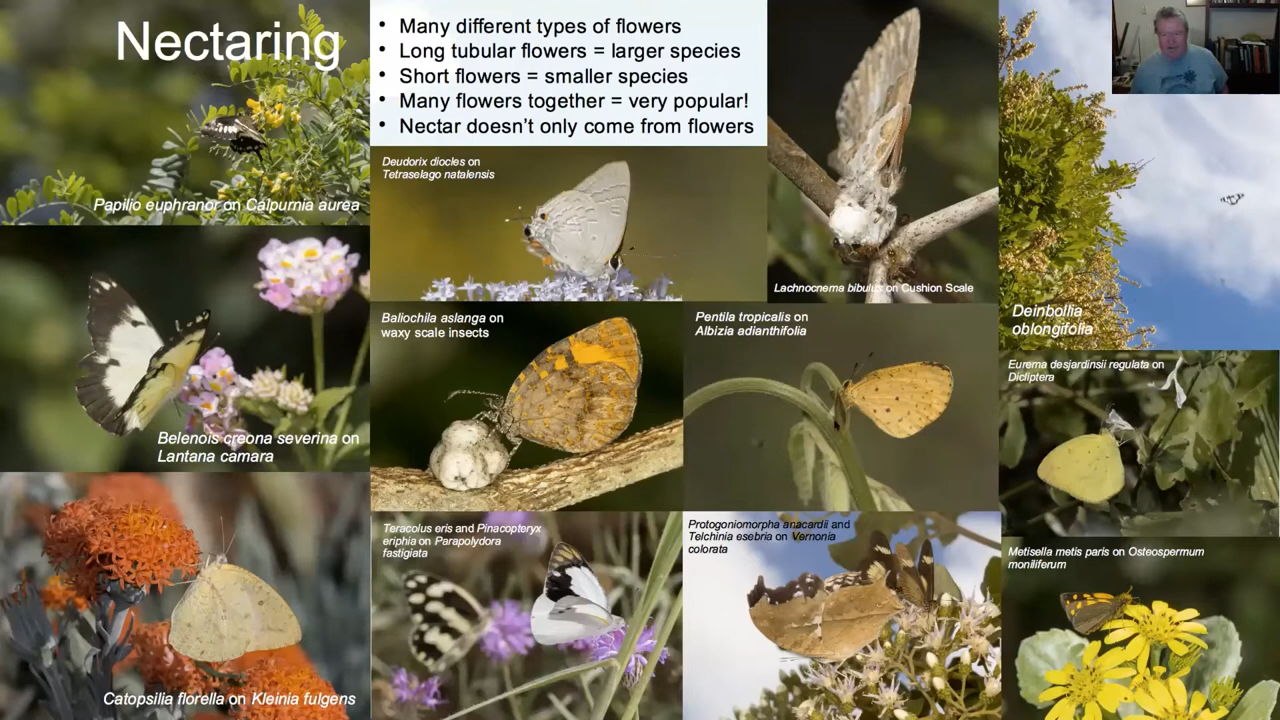 Nectaring
• Many different types of flowers
• Long tubular flowers = larger species
• Short flowers = smaller species
• Many flowers together = very popular!
• Nectar doesn't only come from flowers
Papilio euphranor on Calpurnia aurea
Deudorix diocles on
Tetraselago natalensis
Lachnocnema bibulus on Cushion Scale
Deinbollia
oblongifolia
Belenois creona severina on
Lantana camara
Baliochila aslanga on
waxy scale insects
Pentila tropicalis on
Albizia adianthifolia
Eurema desjardinsii regulata on
Dicliptera
Catopsilia florella on Kleinia fulgens
Teracolus eris and Pinacopteryx
eriphia on Parapolydora
fastigiata
Protogoniomorpha anacardii and
Telchinia esebria on Vernonia
colorata
Metisella metis paris on Osteospermum
moniliferum